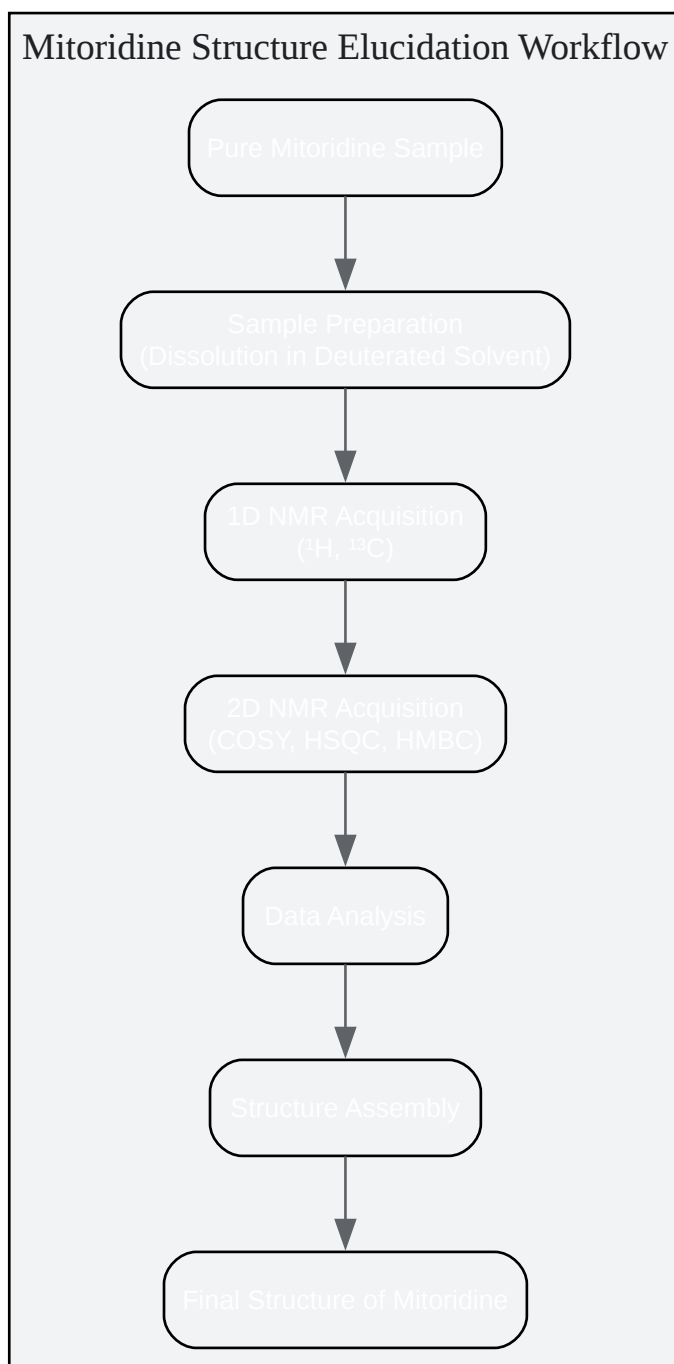 Mitoridine Structure Elucidation Workflow
Pure Mitoridine Sample
Sample Preparation
(Dissolution in Deuterated Solvent)
1D NMR Acquisition
(¹H, ¹³C)
2D NMR Acquisition
(COSY, HSQC, HMBC)
Data Analysis
Structure Assembly
Final Structure of Mitoridine